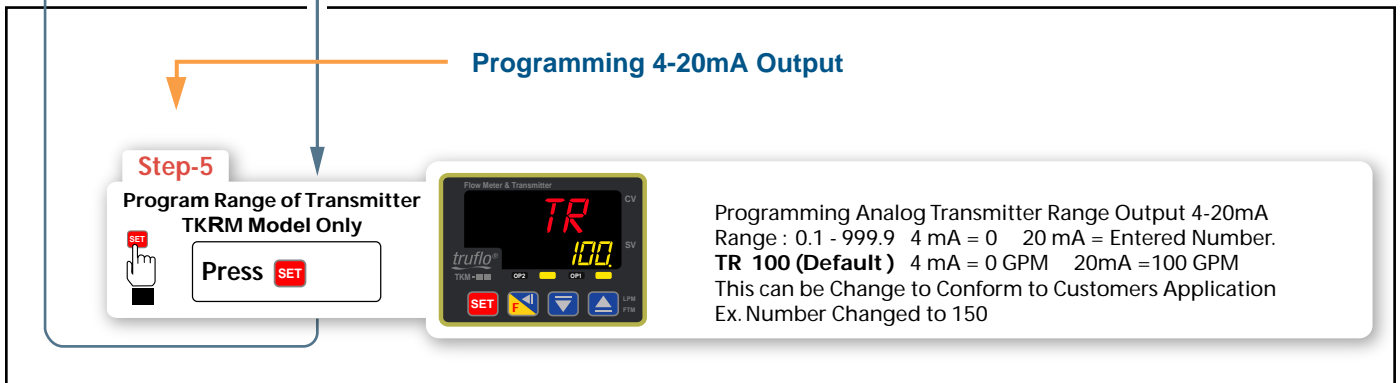 Programming 4-20mA Output
Step-5
Program Range of Transmitter
TKRM Model Only
SET
Press SET
Flow Meter & Transmitter
TR
CV
100.
SV
truflo®
TKM-
OP2 OP1
SET F LPM
FTM
Programming Analog Transmitter Range Output 4-20mA
Range : 0.1 - 999.9 4 mA = 0 20 mA = Entered Number.
TR 100 (Default ) 4 mA = 0 GPM 20mA =100 GPM
This can be Change to Conform to Customers Application
Ex. Number Changed to 150